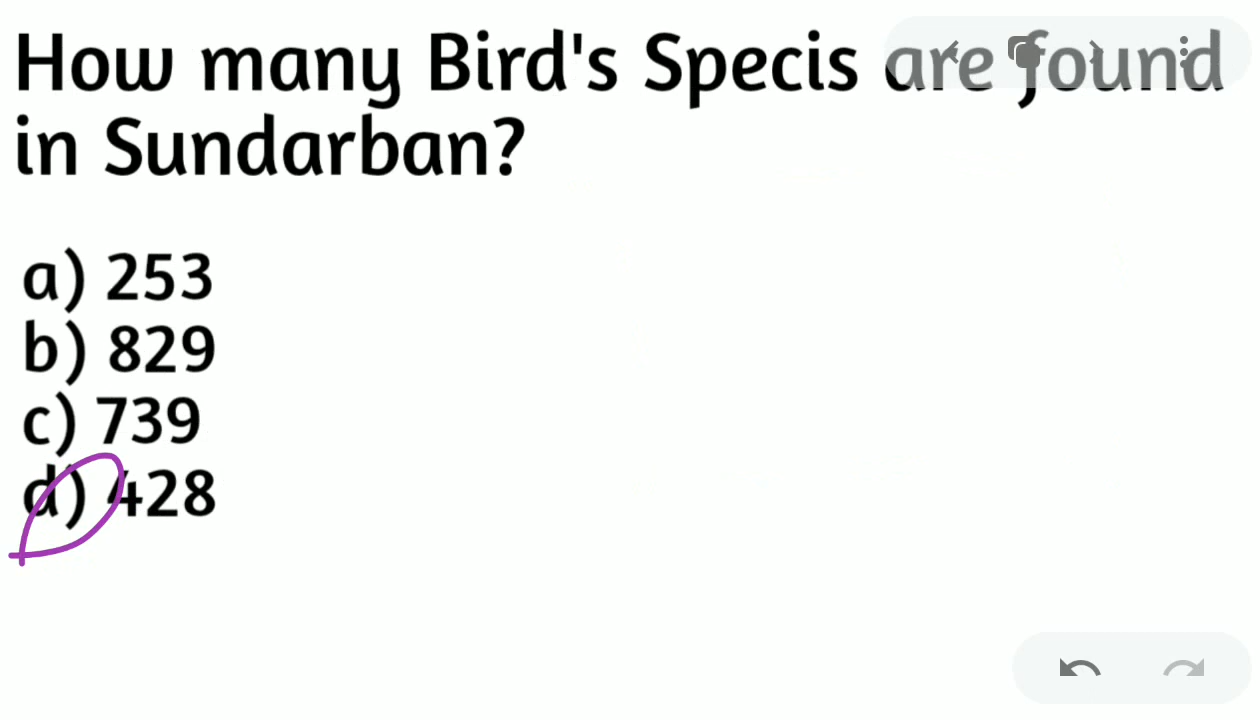 How many Bird's Specis are found
in Sundarban?
a) 253
b) 829
c) 739
d) 428